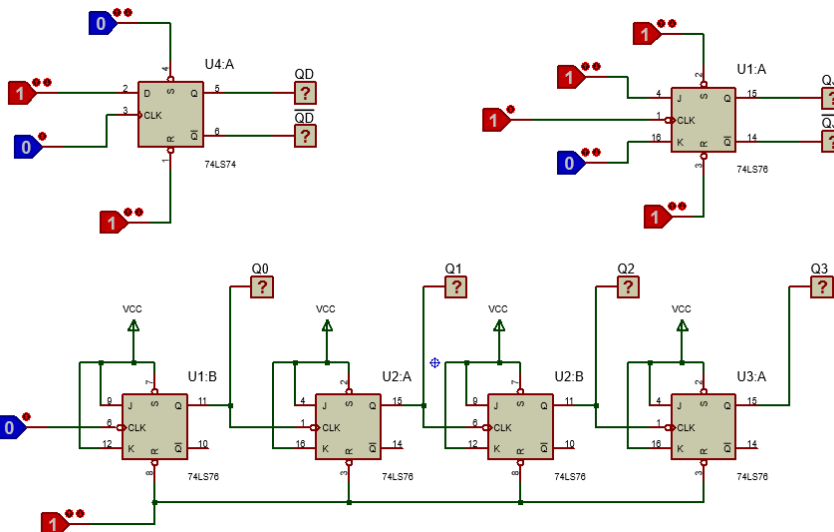 0
U4:A
QD
1
4
2
D
S
Q
5
?
3
CLK
QD
0
R
QI
6
?
1
74LS74
1
1
U1:A
2
1
4
J
S
Q
15
?
1
1
CLK
0
16
K
R
QI
14
?
3
74LS76
1
Q0
Q1
Q2
Q3
?
?
?
?
VCC
VCC
VCC
VCC
U1:B
U2:A
U2:B
U3:A
7
2
7
2
9
J
S
Q
11
4
J
S
Q
15
9
J
S
Q
11
4
J
S
Q
15
0
6
CLK
1
CLK
6
CLK
1
CLK
12
K
R
QI
10
16
K
R
QI
14
12
K
R
QI
10
16
K
R
QI
14
8
3
8
3
74LS76
74LS76
74LS76
74LS76
1